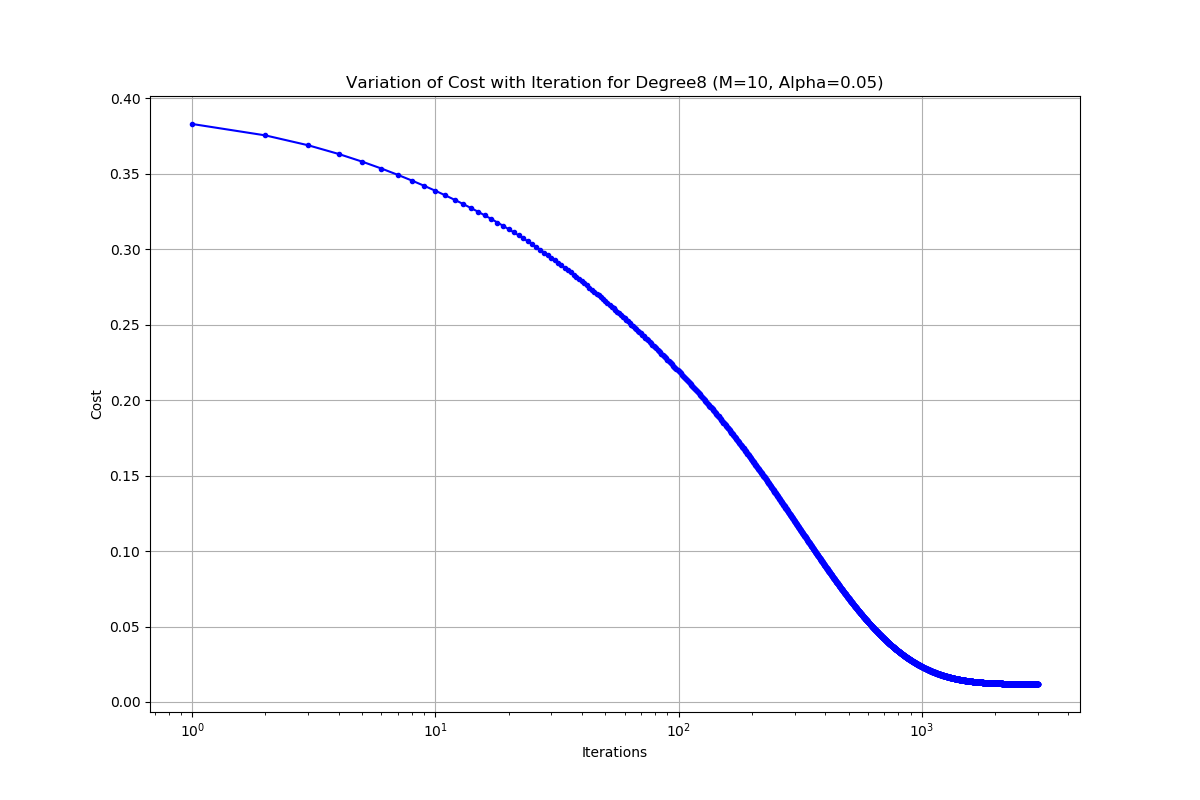 Variation of Cost with Iteration for Degree8 (M=10, Alpha=0.05)
0.40
0.35
0.30
0.25
0.20
0.15
0.10
0.05
0.00
Cost
10⁰ 10¹ 10² 10³
Iterations